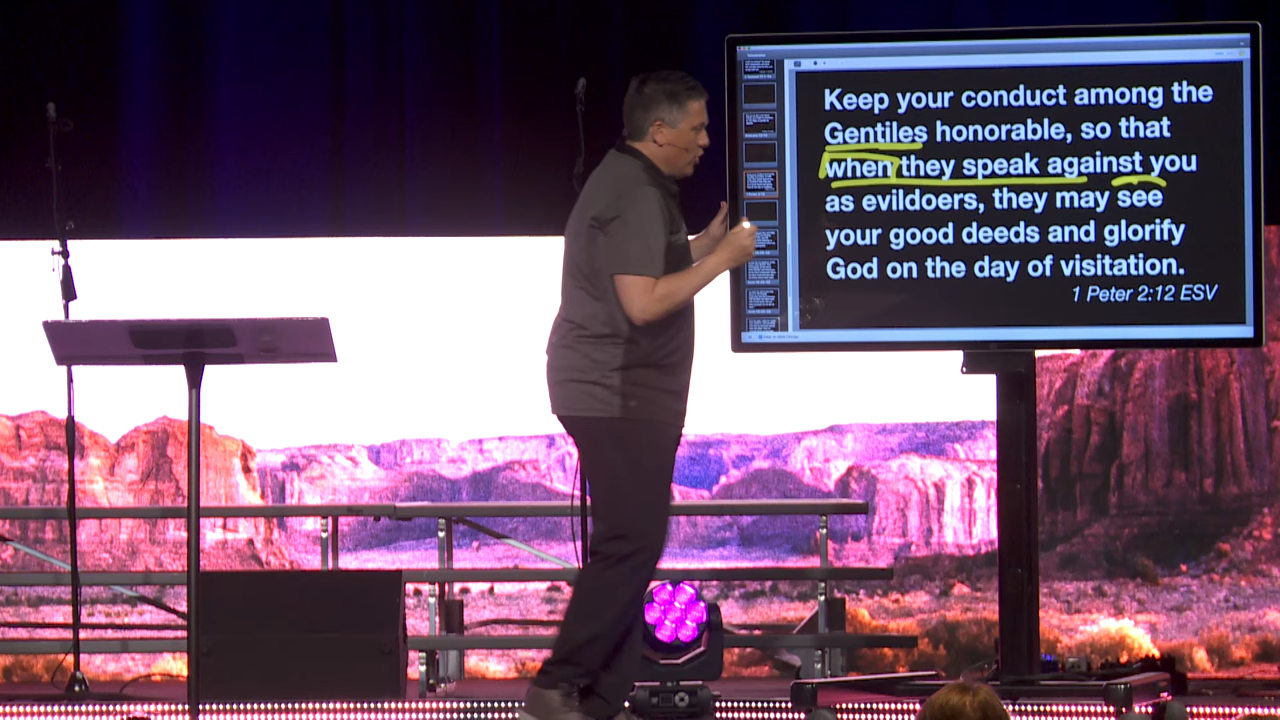 Keep your conduct among the
Gentiles honorable, so that
when they speak against you
as evildoers, they may see
your good deeds and glorify
God on the day of visitation.
1 Peter 2:12 ESV